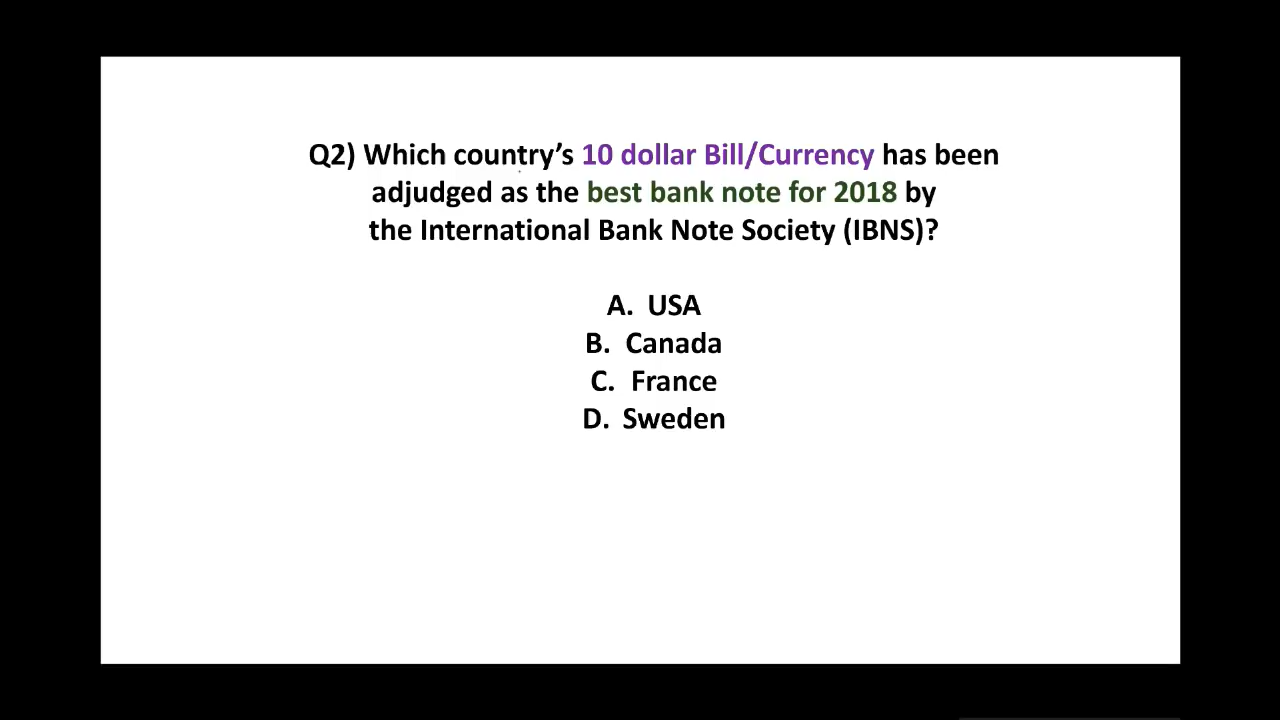 Q2) Which country’s 10 dollar Bill/Currency has been
adjudged as the best bank note for 2018 by
the International Bank Note Society (IBNS)?
A. USA
B. Canada
C. France
D. Sweden